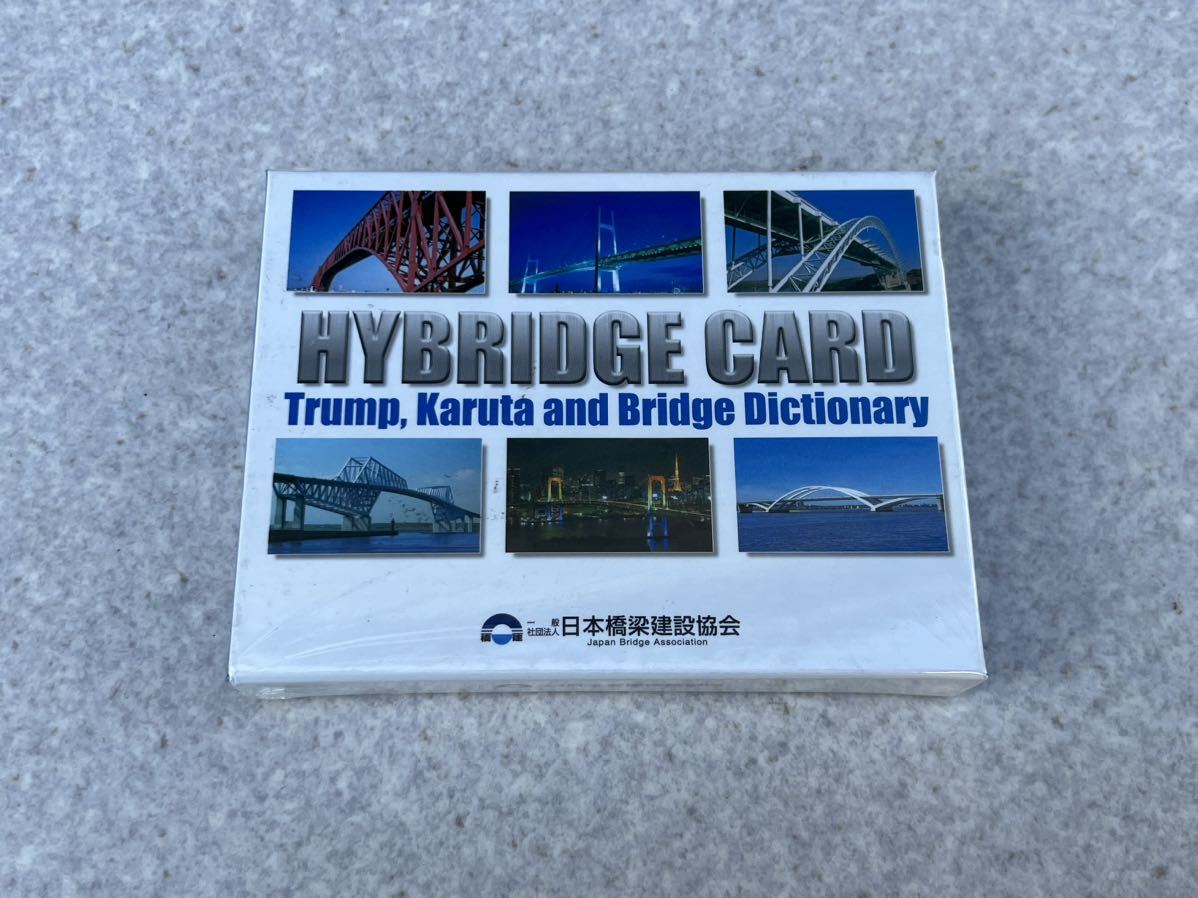 HYBRIDGE CARD
Trump, Karuta and Bridge Dictionary
一般
社団法人
日本橋梁建設協会
Japan Bridge Association